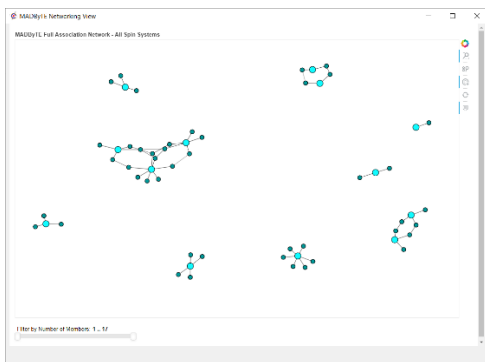 MADByTE Networking View
MADByTE Full Association Network - All Spin Systems
Filter by Number of Members: 1 .. 17